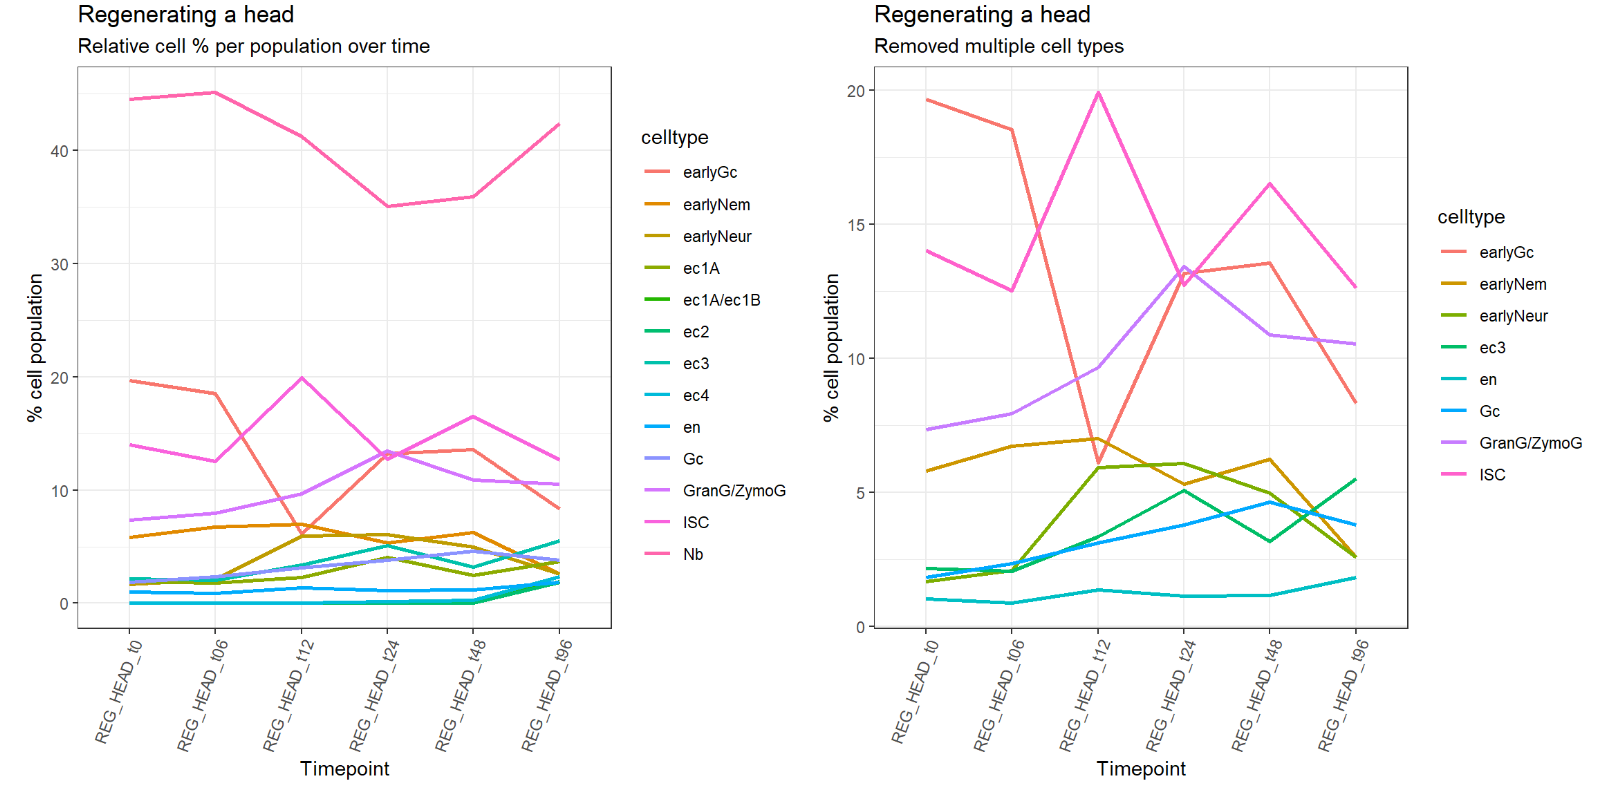 Regenerating a head
Relative cell % per population over time
% cell population
40
30
20
10
0
REG_HEAD_t0
REG_HEAD_t06
REG_HEAD_t12
REG_HEAD_t24
REG_HEAD_t48
REG_HEAD_t96
Timepoint
celltype
earlyGc
earlyNem
earlyNeur
ec1A
ec1A/ec1B
ec2
ec3
ec4
en
Gc
GranG/ZymoG
ISC
Nb
Regenerating a head
Removed multiple cell types
% cell population
20
15
10
5
0
REG_HEAD_t0
REG_HEAD_t06
REG_HEAD_t12
REG_HEAD_t24
REG_HEAD_t48
REG_HEAD_t96
Timepoint
celltype
earlyGc
earlyNem
earlyNeur
ec3
en
Gc
GranG/ZymoG
ISC